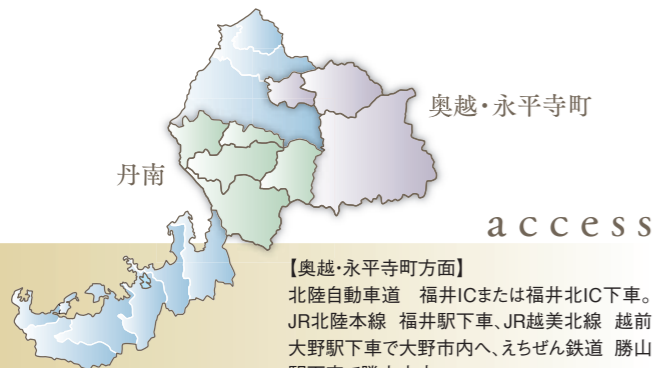 奥越・永平寺町
丹南
access
【奥越・永平寺町方面】
北陸自動車道　福井ICまたは福井北IC下車。
JR北陸本線　福井駅下車、JR越美北線　越前
大野駅下車で大野市内へ、えちぜん鉄道　勝山